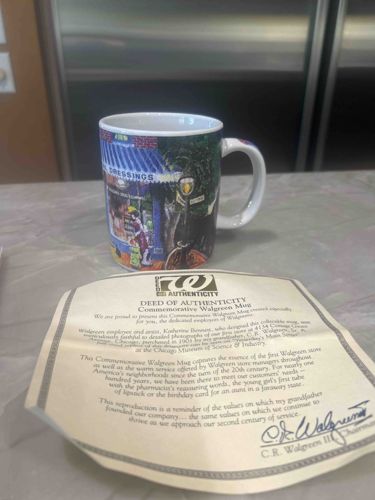 DRESSINGS
W
DEED OF
AUTHENTICITY
DEED OF AUTHENTICITY
Commemorative Walgreen Mug
We are proud to present this Commemorative Walgreen Mug created especially
for you, the dedicated employees of Walgreens.
Walgreen employee and artist, Katherine Bennett, who designed this collectible mug, was
meticulously faithful to detailed photographs of our first store at 4134 Cottage Grove
Chicago, purchased in 1901 by my grandfather, C.R. Walgreen, Sr. A
Main Street
at the Chicago Museum of Science & Industry.
This Commemorative Walgreen Mug captures the essence of the first Walgreen store
as well as the warm service offered by Walgreen store managers throughout
America's neighborhoods since the turn of the 20th century. For nearly one
hundred years, we have been there to meet our customers' needs –
with the pharmacist's reassuring words, the young girl's first tube
of lipstick or the birthday card for an aunt in a faraway state.
This reproduction is a reminder of the values on which my grandfather
founded our company... the same values on which we continue to
thrive as we approach our second century of service.
C.R. Walgreen III
C.R. Walgreen III, Chairman